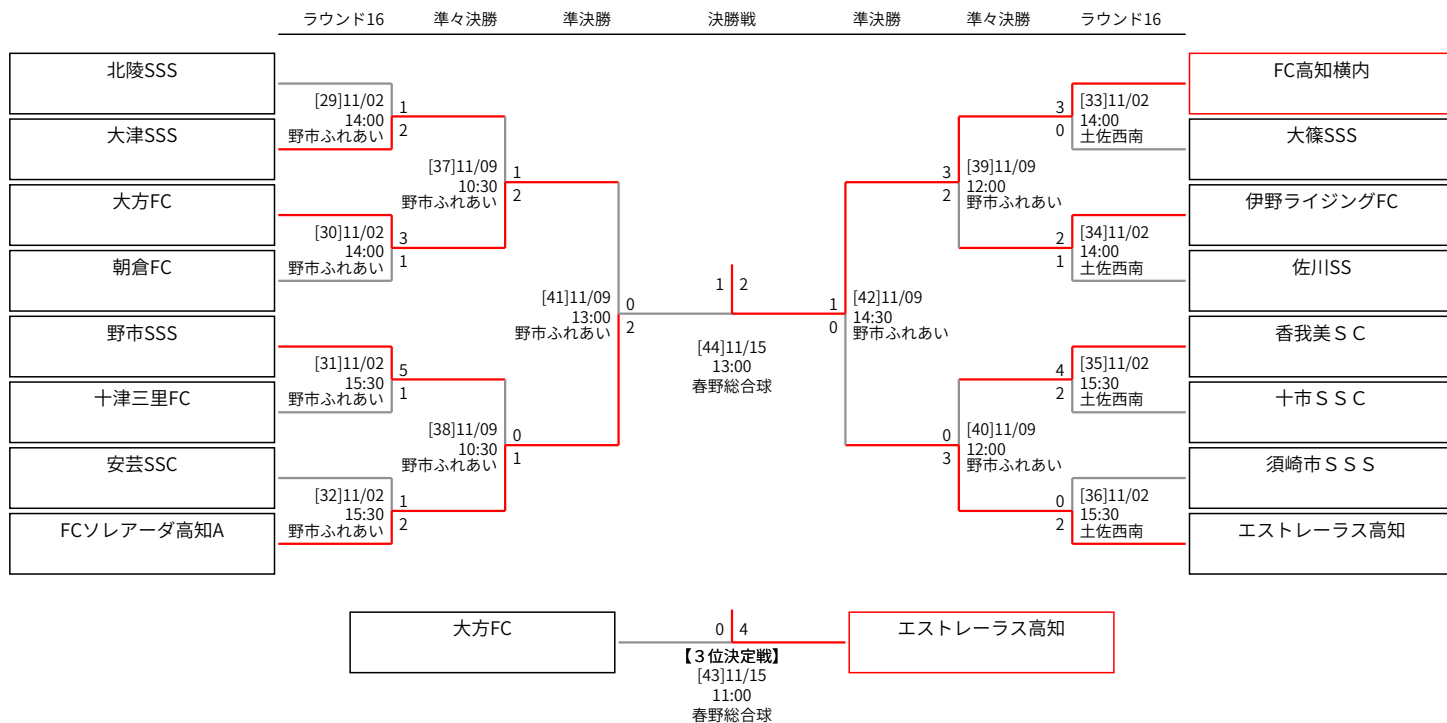 ラウンド16 準々決勝 準決勝 決勝戦 準決勝 準々決勝 ラウンド16
北陵SSS
[29]11/02
14:00
野市ふれあい
1
2
大津SSS
[37]11/09
10:30
野市ふれあい
1
2
大方FC
[30]11/02
14:00
野市ふれあい
3
1
朝倉FC
[41]11/09
13:00
野市ふれあい
0
2
野市SSS
[31]11/02
15:30
野市ふれあい
5
1
十津三里FC
[38]11/09
10:30
野市ふれあい
0
1
安芸SSC
[32]11/02
15:30
野市ふれあい
1
2
FCソレアーダ高知A
1 2
[44]11/15
13:00
春野総合球
FC高知横内
3
0
[33]11/02
14:00
土佐西南
大篠SSS
3
2
[39]11/09
12:00
野市ふれあい
伊野ライジングFC
2
1
[34]11/02
14:00
土佐西南
佐川SS
1
0
[42]11/09
14:30
野市ふれあい
香我美ＳＣ
4
2
[35]11/02
15:30
土佐西南
十市ＳＳＣ
0
3
[40]11/09
12:00
野市ふれあい
須崎市ＳＳＳ
0
2
[36]11/02
15:30
土佐西南
エストレーラス高知
大方FC
0 4
エストレーラス高知
【３位決定戦】
[43]11/15
11:00
春野総合球